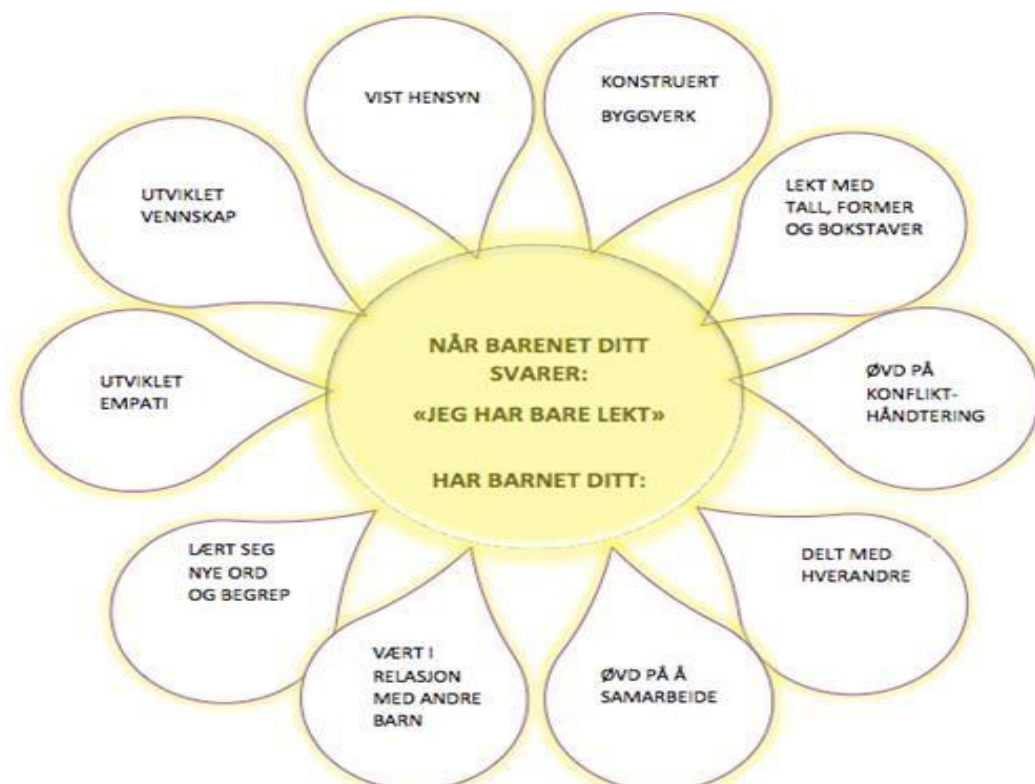 VIST HENSYN
KONSTRUERT
BYGGVERK
LEKT MED
TALL, FORMER
OG BOKSTAVER
ØVD PÅ
KONFLIKT-
HÅNDTERING
DELT MED
HVERANDRE
ØVD PÅ Å
SAMARBEIDE
VÆRT I
RELASJON
MED ANDRE
BARN
LÆRT SEG
NYE ORD
OG BEGREP
UTVIKLET
EMPATI
UTVIKLET
VENNSKAP
NÅR BARENET DITT
SVARER:
«JEG HAR BARE LEKT»
HAR BARNET DITT: